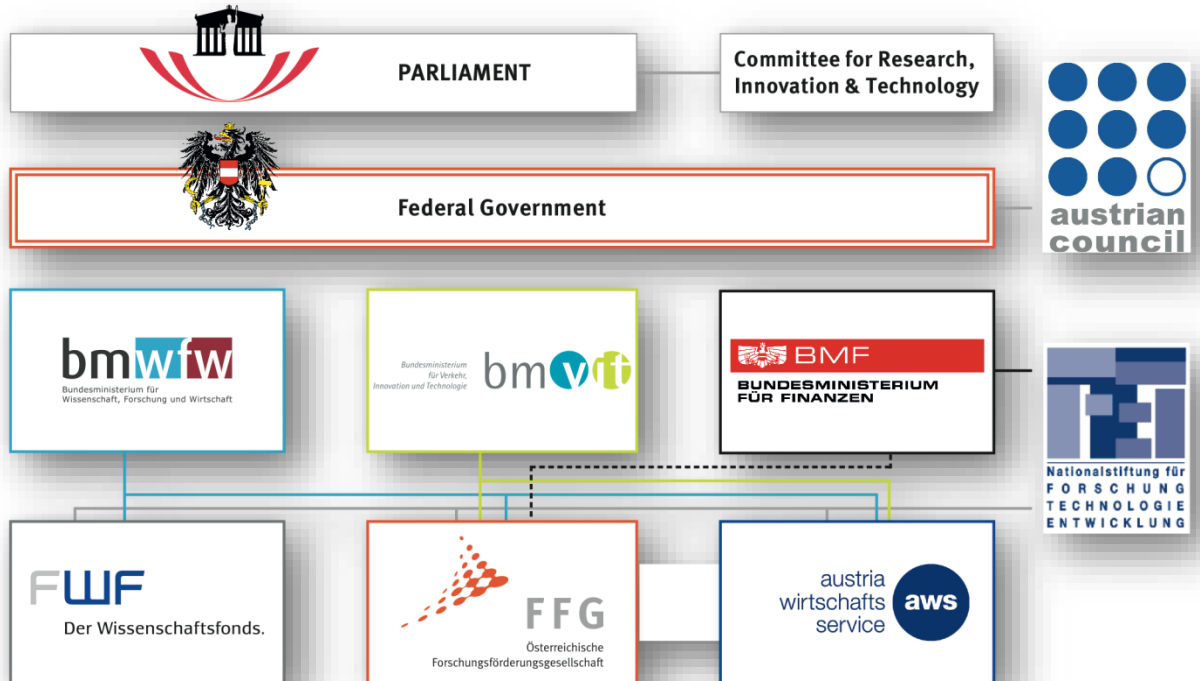 PARLIAMENT
Committee for Research,
Innovation & Technology
austrian
council
Federal Government
bmwfw
Bundesministerium für
Wissenschaft, Forschung und Wirtschaft
Bundesministerium
für Verkehr,
Innovation und Technologie
bmvit
BMF
BUNDESMINISTERIUM
FÜR FINANZEN
Nationalstiftung für
FORSCHUNG
TECHNOLOGIE
ENTWICKLUNG
FWF
Der Wissenschaftsfonds.
FFG
Österreichische
Forschungsförderungsgesellschaft
austria
wirtschafts
service
aws